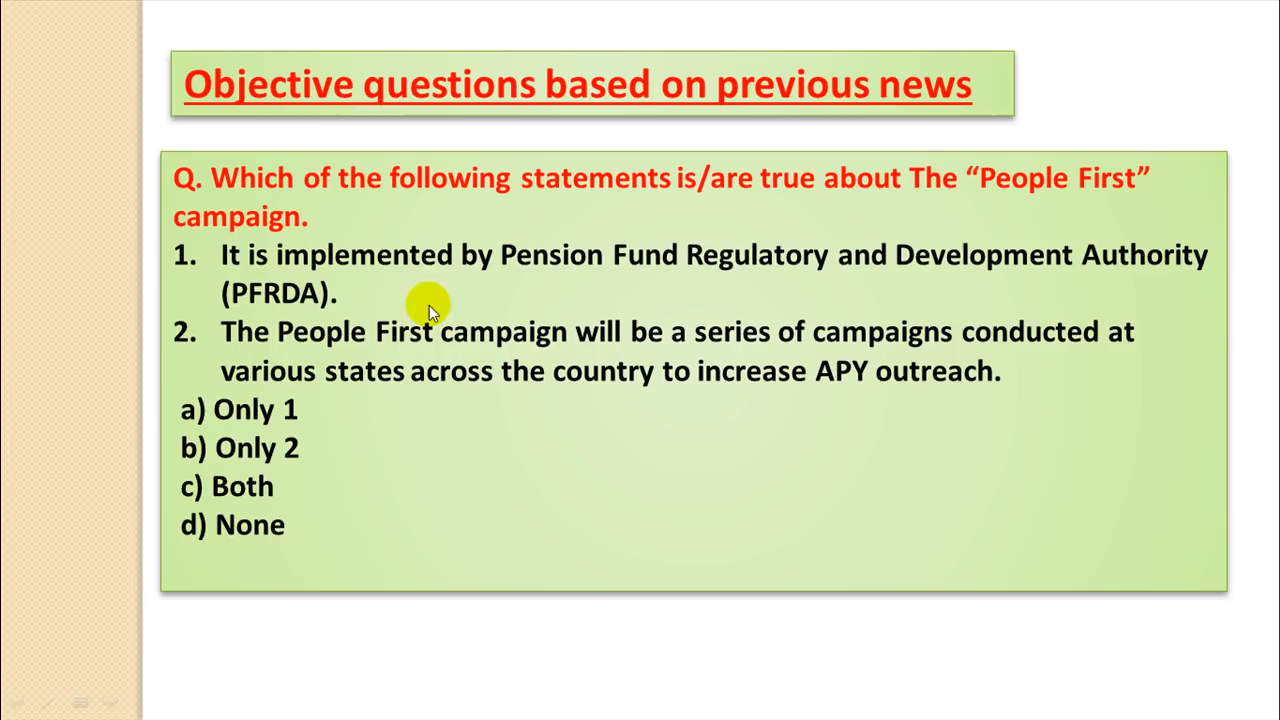 Objective questions based on previous news
Q. Which of the following statements is/are true about The “People First”
campaign.
1. It is implemented by Pension Fund Regulatory and Development Authority
(PFRDA).
2. The People First campaign will be a series of campaigns conducted at
various states across the country to increase APY outreach.
a) Only 1
b) Only 2
c) Both
d) None